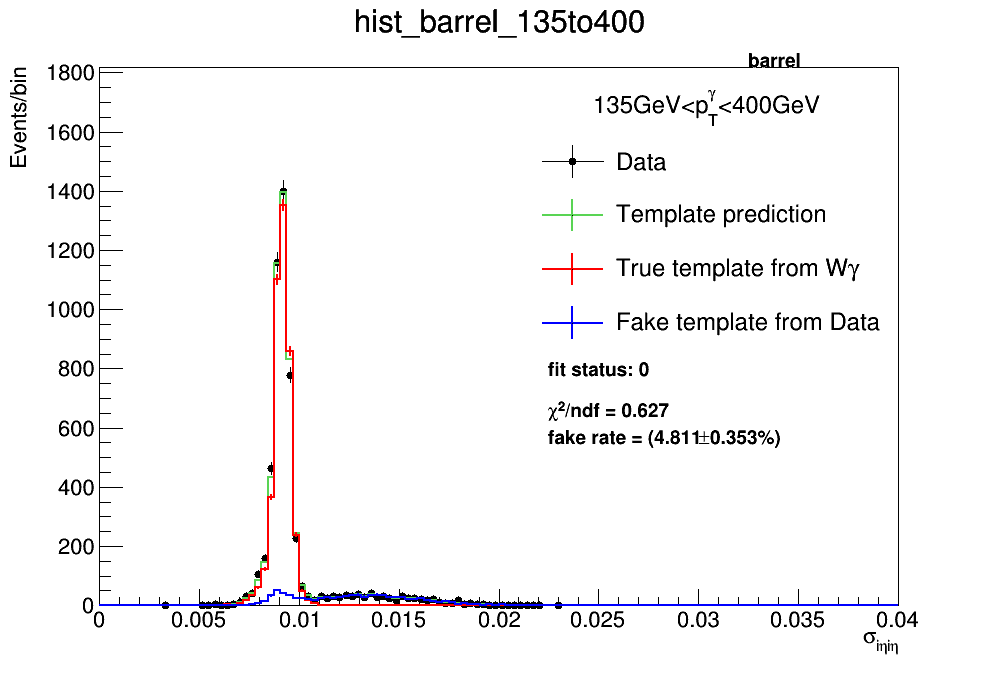 hist_barrel_135to400
barrel
Events/bin
135GeV<p_T^γ<400GeV
Data
Template prediction
True template from Wγ
Fake template from Data
fit status: 0
χ²/ndf = 0.627
fake rate = (4.811±0.353%)
1800
1600
1400
1200
1000
800
600
400
200
0
0 0.005 0.01 0.015 0.02 0.025 0.03 0.035 0.04
σ_iηiη